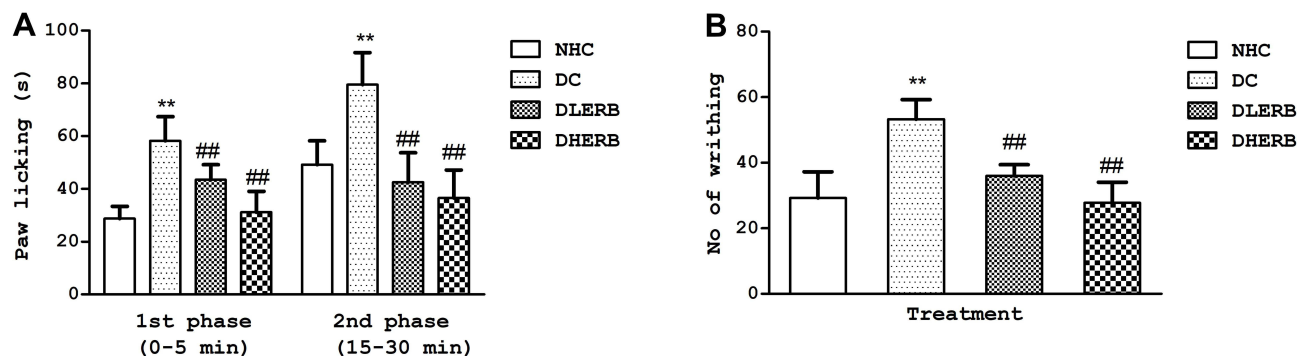 A
100
80
60
40
20
0
Paw licking (s)
**
##
##
**
##
##
1st phase
(0-5 min)
2nd phase
(15-30 min)
NHC
DC
DLERB
DHERB
B
80
60
40
20
0
No of writhing
**
##
##
Treatment
NHC
DC
DLERB
DHERB